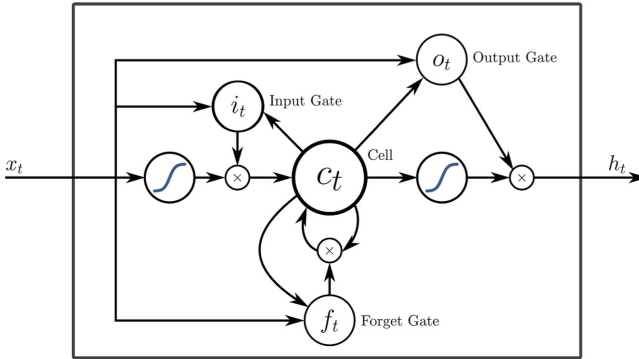 o_t Output Gate
i_t Input Gate
x_t
×
c_t Cell
×
h_t
×
f_t Forget Gate